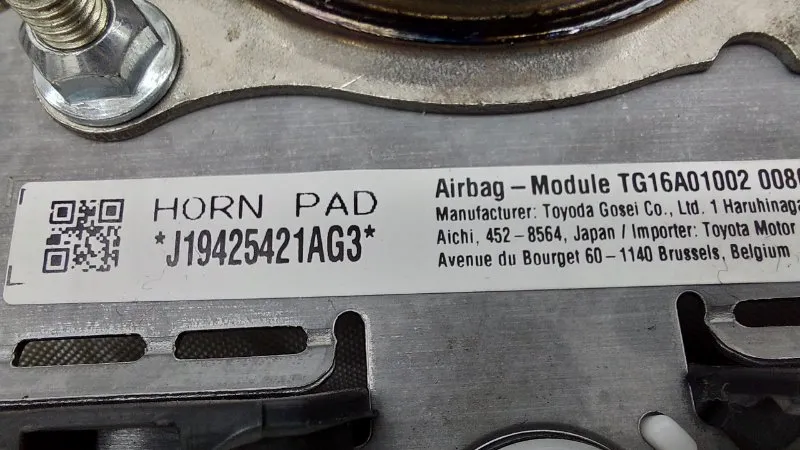 HORN PAD
*J19425421AG3*
Airbag – Module TG16A01002
Manufacturer: Toyoda Gosei Co., Ltd. 1
Aichi, 452 – 8564, Japan / Importer: Toyota Motor
Avenue du Bourget 60 – 1140 Brussels, Belgium